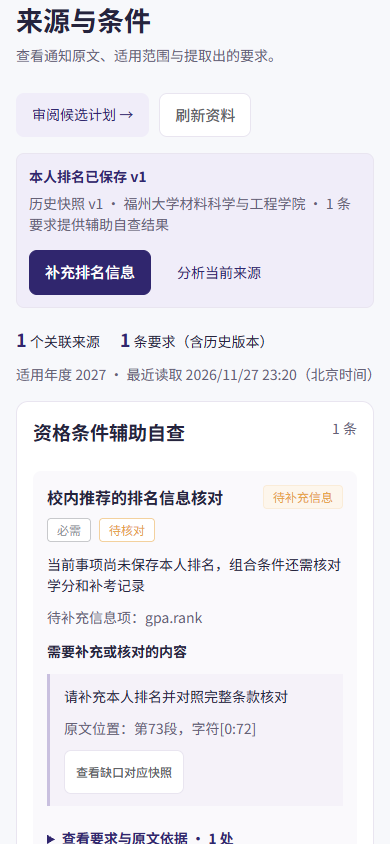 来源与条件
查看通知原文、适用范围与提取出的要求。
审阅候选计划 →
刷新资料
本人排名已保存 v1
历史快照 v1 · 福州大学材料科学与工程学院 · 1 条
要求提供辅助自查结果
补充排名信息
分析当前来源
1 个关联来源 1 条要求（含历史版本）
适用年度 2027 · 最近读取 2026/11/27 23:20（北京时间）
资格条件辅助自查
1 条
校内推荐的排名信息核对
待补充信息
必需
待核对
当前事项尚未保存本人排名，组合条件还需核对
学分和补考记录
待补充信息项：gpa.rank
需要补充或核对的内容
请补充本人排名并对照完整条款核对
原文位置：第73段，字符[0:72]
查看缺口对应快照
▶ 查看要求与原文依据 · 1 处